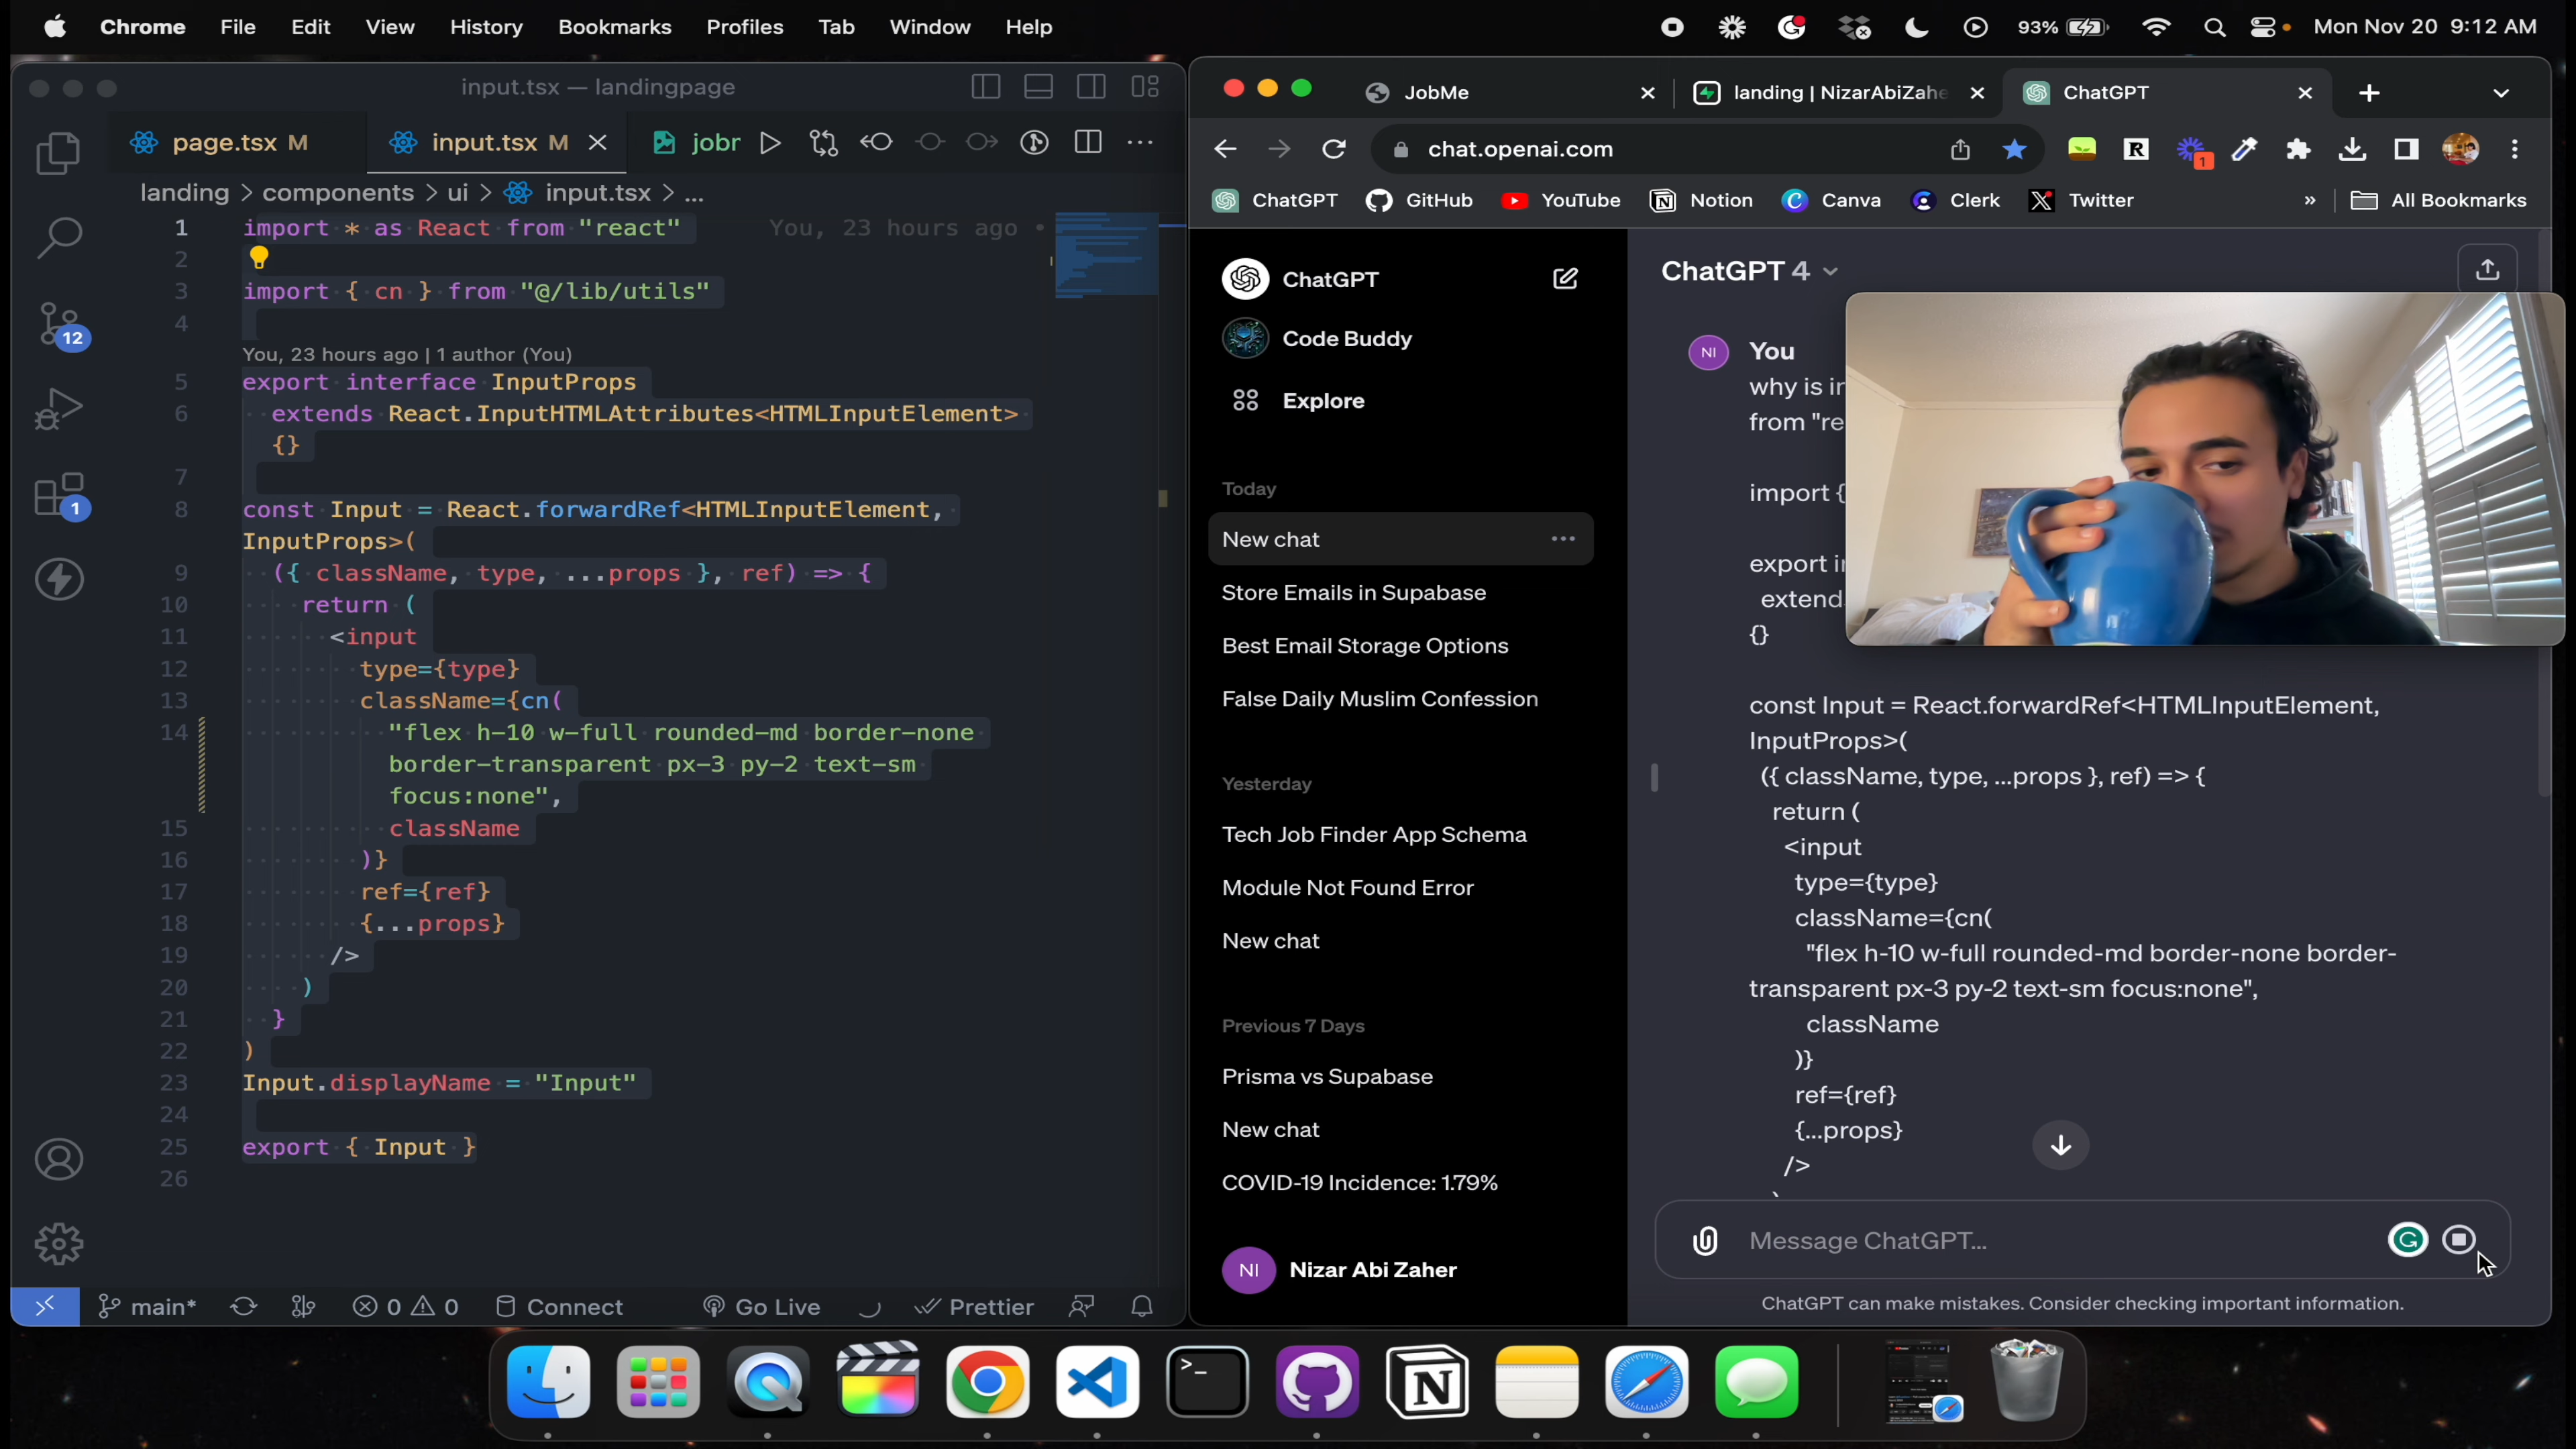 Chrome File Edit View History Bookmarks Profiles Tab Window Help
93% Mon Nov 20 9:12 AM
input.tsx — landingpage
page.tsx M input.tsx M jobr
landing > components > ui > input.tsx > ...
1 import * as React from "react" You, 23 hours ago •
2
3 import { cn } from "@/lib/utils"
4
You, 23 hours ago | 1 author (You)
5 export interface InputProps
6 extends React.InputHTMLAttributes<HTMLInputElement>
{}
7
8 const Input = React.forwardRef<HTMLInputElement,
InputProps>(
9 ({ className, type, ...props }, ref) => {
10 return (
11 <input
12 type={type}
13 className={cn(
14 "flex h-10 w-full rounded-md border-none
border-transparent px-3 py-2 text-sm
focus:none",
15 className
16 )}
17 ref={ref}
18 {...props}
19 />
20 )
21 }
22 )
23 Input.displayName = "Input"
24
25 export { Input }
26
12
1
main* 0 0 Connect Go Live Prettier
JobMe landing | NizarAbiZahe ChatGPT
chat.openai.com
1
ChatGPT GitHub YouTube Notion Canva Clerk Twitter » All Bookmarks
ChatGPT
Code Buddy
Explore
Today
New chat
Store Emails in Supabase
Best Email Storage Options
False Daily Muslim Confession
Yesterday
Tech Job Finder App Schema
Module Not Found Error
New chat
Previous 7 Days
Prisma vs Supabase
New chat
COVID-19 Incidence: 1.79%
NI Nizar Abi Zaher
ChatGPT 4
NI You
why is
from "re
import {
export
extend
{}
const Input = React.forwardRef<HTMLInputElement,
InputProps>(
({ className, type, ...props }, ref) => {
return (
<input
type={type}
className={cn(
"flex h-10 w-full rounded-md border-none border-
transparent px-3 py-2 text-sm focus:none",
className
)}
ref={ref}
{...props}
/>
Message ChatGPT...
ChatGPT can make mistakes. Consider checking important information.